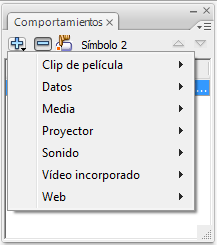 Comportamientos
Símbolo 2
Clip de película
Datos
Media
Proyector
Sonido
Vídeo incorporado
Web